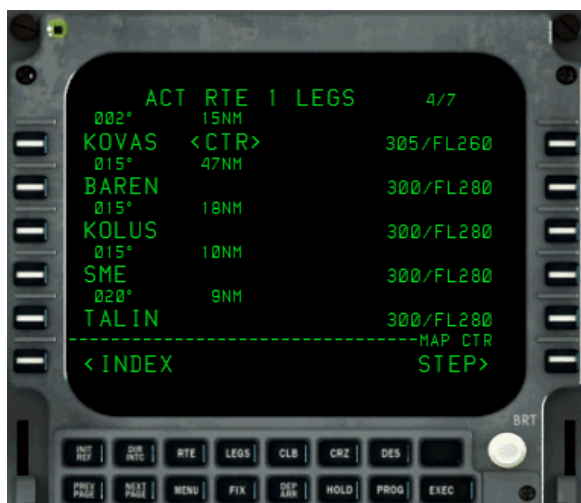 ACT RTE 1 LEGS 4/7
002° 15NM
KOVAS <CTR> 305/FL260
015° 47NM
BAREN 300/FL280
015° 18NM
KOLUS 300/FL280
015° 10NM
SME 300/FL280
020° 9NM
TALIN 300/FL280
MAP CTR
<INDEX STEP>
BRT
INIT REF DIR INTC RTE LEGS CLB CRZ DES
PREV PAGE NEXT PAGE MENU FIX DEP ARR HOLD PROG EXEC